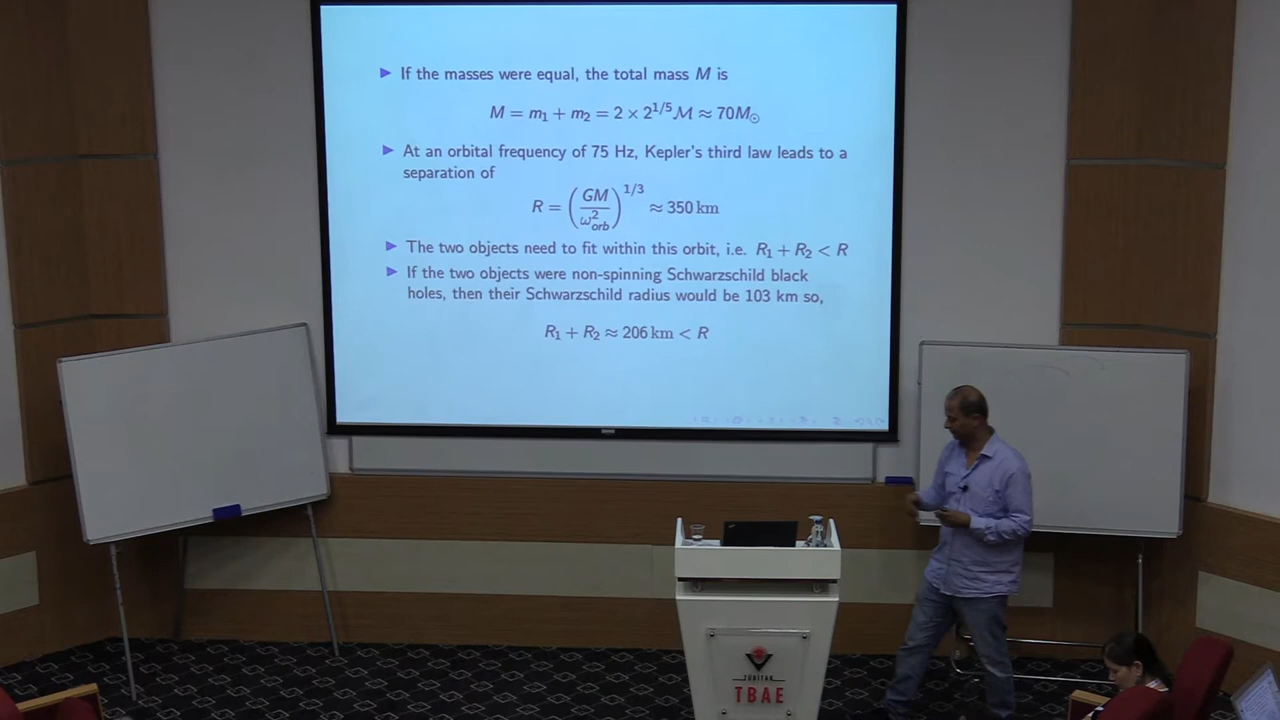 ▶ If the masses were equal, the total mass M is
M = m₁ + m₂ = 2 × 2^{1/5}ℳ ≈ 70M_⊙
▶ At an orbital frequency of 75 Hz, Kepler's third law leads to a
separation of
R = (GM/ω²_{orb})^{1/3} ≈ 350 km
▶ The two objects need to fit within this orbit, i.e. R₁ + R₂ < R
▶ If the two objects were non-spinning Schwarzschild black
holes, then their Schwarzschild radius would be 103 km so,
R₁ + R₂ ≈ 206 km < R
TÜBİTAK
TBAE